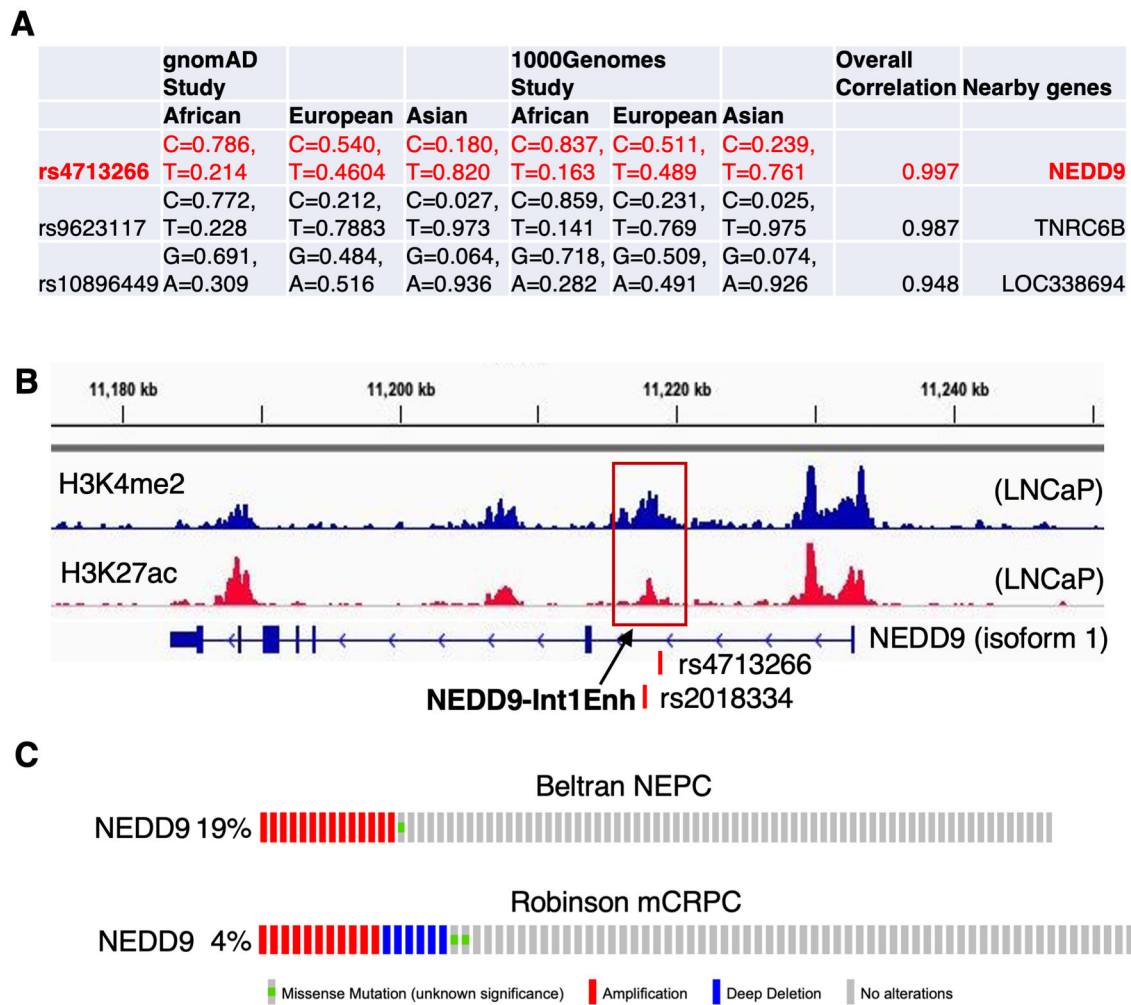 A
gnomAD Study 1000Genomes Study Overall Correlation Nearby genes
African European Asian African European Asian
rs4713266 C=0.786, T=0.214 C=0.540, T=0.4604 C=0.180, T=0.820 C=0.837, T=0.163 C=0.511, T=0.489 C=0.239, T=0.761 0.997 NEDD9
rs9623117 C=0.772, T=0.228 C=0.212, T=0.7883 C=0.027, T=0.973 C=0.859, T=0.141 C=0.231, T=0.769 C=0.025, T=0.975 0.987 TNRC6B
rs10896449 G=0.691, A=0.309 G=0.484, A=0.516 G=0.064, A=0.936 G=0.718, A=0.282 G=0.509, A=0.491 G=0.074, A=0.926 0.948 LOC338694
B
11,180 kb 11,200 kb 11,220 kb 11,240 kb
H3K4me2 (LNCaP)
H3K27ac (LNCaP)
NEDD9 (isoform 1)
rs4713266
NEDD9-Int1Enh rs2018334
C
Beltran NEPC
NEDD9 19%
Robinson mCRPC
NEDD9 4%
Missense Mutation (unknown significance) Amplification Deep Deletion No alterations